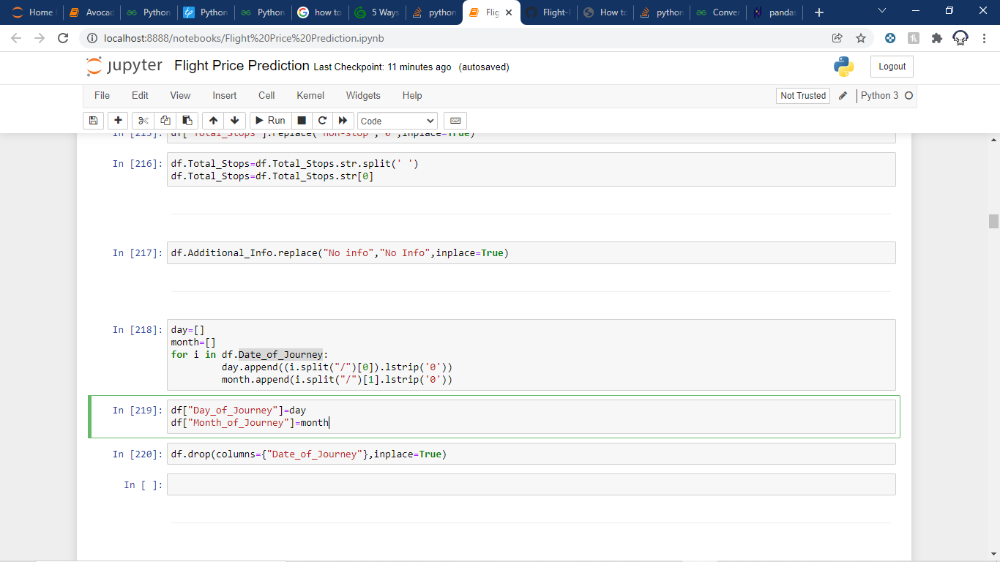 Home
Avocad
Python
Python
Python
how to
5 Ways
python
Flig
Flight-
How to
python
Conver
pandas
localhost:8888/notebooks/Flight%20Price%20Prediction.ipynb
jupyter Flight Price Prediction Last Checkpoint: 11 minutes ago (autosaved)
Logout
File Edit View Insert Cell Kernel Widgets Help
Not Trusted
Python 3
Run
Code
In [215]: df["Total_Stops"].replace("non-stop","0",inplace=True)
In [216]: df.Total_Stops=df.Total_Stops.str.split(' ')
df.Total_Stops=df.Total_Stops.str[0]
In [217]: df.Additional_Info.replace("No info","No Info",inplace=True)
In [218]: day=[]
month=[]
for i in df.Date_of_Journey:
day.append((i.split("/")[0]).lstrip('0'))
month.append(i.split("/")[1].lstrip('0'))
In [219]: df["Day_of_Journey"]=day
df["Month_of_Journey"]=month
In [220]: df.drop(columns={"Date_of_Journey"},inplace=True)
In [ ]: